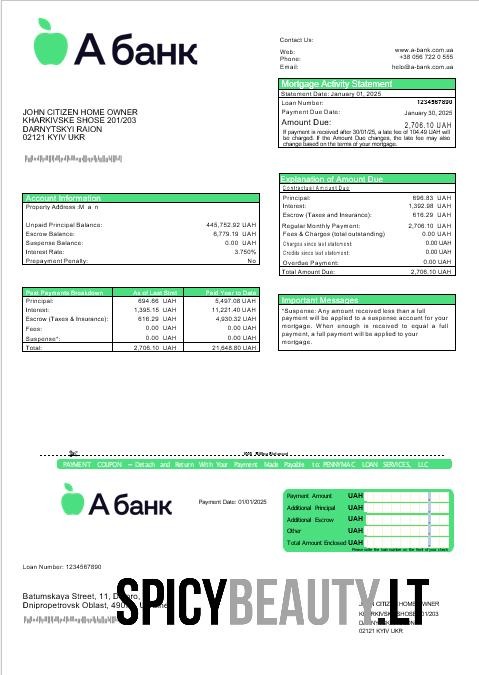 А банк
Contact Us:
Web: www.a-bank.com.ua
Phone: +38 056 722 0 555
Email: helo@a-bank.com.ua
Mortgage Activity Statement
Statement Date: January 01, 2025
Loan Number: 1234567890
Payment Due Date: January 30, 2025
Amount Due: 2,706.10 UAH
If payment is received after 30/01/25, a late fee of 104.49 UAH will
be charged. If the Amount Due changes, the late fee may also
change based on the terms of your mortgage.
JOHN CITIZEN HOME OWNER
KHARKIVSKE SHOSE 201/203
DARNYTSKYI RAION
02121 KYIV UKR
Account Information
Property Address :M a n
Unpaid Principal Balance: 445,752.92 UAH
Escrow Balance: 6,779.19 UAH
Suspense Balance: 0.00 UAH
Interest Rate: 3.750%
Prepayment Penalty: No
Explanation of Amount Due
Contractual Amount Due
Principal: 696.83 UAH
Interest: 1,392.98 UAH
Escrow (Taxes and Insurance): 616.29 UAH
Regular Monthly Payment: 2,706.10 UAH
Fees & Charges (total outstanding) 0.00 UAH
Charges since last statement: 0.00 UAH
Credits since last statement: 0.00 UAH
Overdue Payment: 0.00 UAH
Total Amount Due: 2,706.10 UAH
Past Payments Breakdown As of Last Stmt Paid Year to Date
Principal: 694.66 UAH 5,497.08 UAH
Interest: 1,395.15 UAH 11,221.40 UAH
Escrow (Taxes & Insurance): 616.29 UAH 4,930.32 UAH
Fees: 0.00 UAH 0.00 UAH
Suspense*: 0.00 UAH 0.00 UAH
Total: 2,706.10 UAH 21,648.80 UAH
Important Messages
*Suspense: Any amount received less than a full
payment will be applied to a suspense account for your
mortgage. When enough is received to equal a full
payment, a full payment will be applied to your
mortgage.
PAYMENT COUPON – Detach and Return With Your Payment Made Payable to: PENNYMAC LOAN SERVICES, LLC
А банк
Payment Date: 01/01/2025
Payment Amount UAH
Additional Principal UAH
Additional Escrow UAH
Other UAH
Total Amount Enclosed UAH
Please write the loan number on the front of your check
Loan Number: 1234567890
SPICYBEAUTY.LT
Batumskaya Street, 11, Dnipro,
Dnipropetrovsk Oblast,
JOHN CITIZEN HOME OWNER
KHARKIVSKE SHOSE 201/203
02121 KYIV UKR